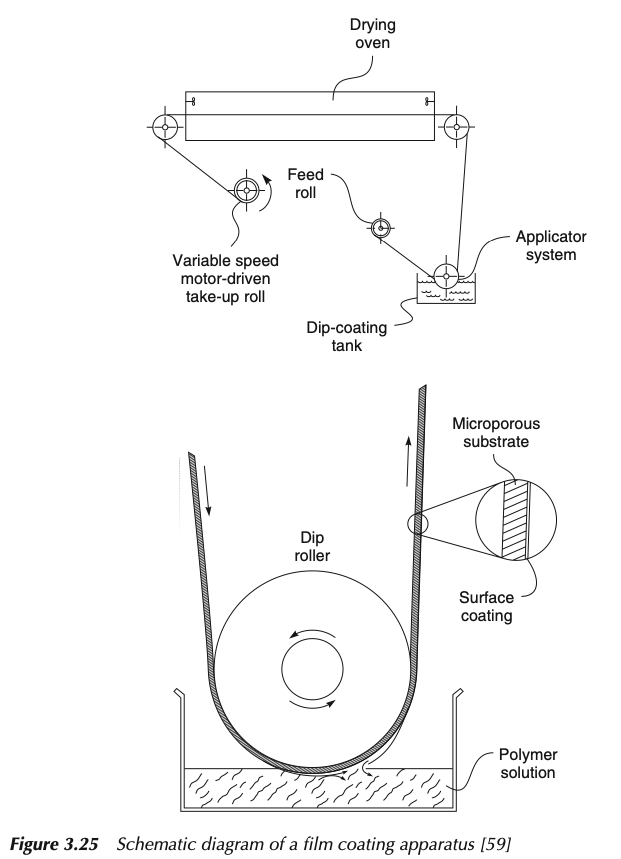 Drying
oven
Feed
roll
Applicator
system
Variable speed
motor-driven
take-up roll
Dip-coating
tank
Microporous
substrate
Dip
roller
Surface
coating
Polymer
solution
Figure 3.25 Schematic diagram of a film coating apparatus [59]